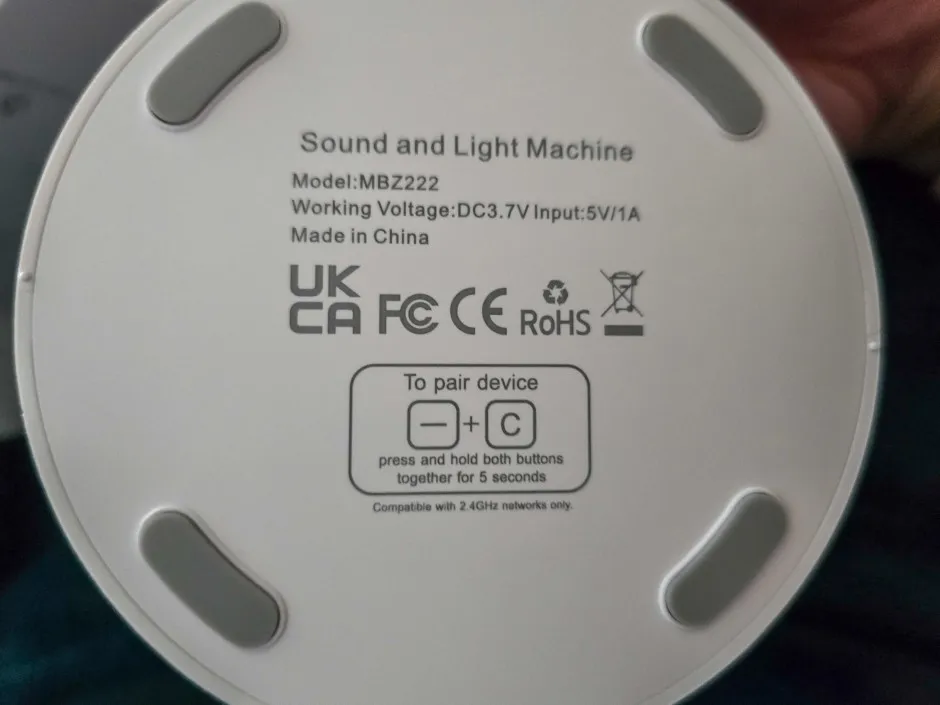 Sound and Light Machine
Model:MBZ222
Working Voltage:DC3.7V Input:5V/1A
Made in China
UK
CA FC CE RoHS
To pair device
— + C
press and hold both buttons
together for 5 seconds
Compatible with 2.4GHz networks only.